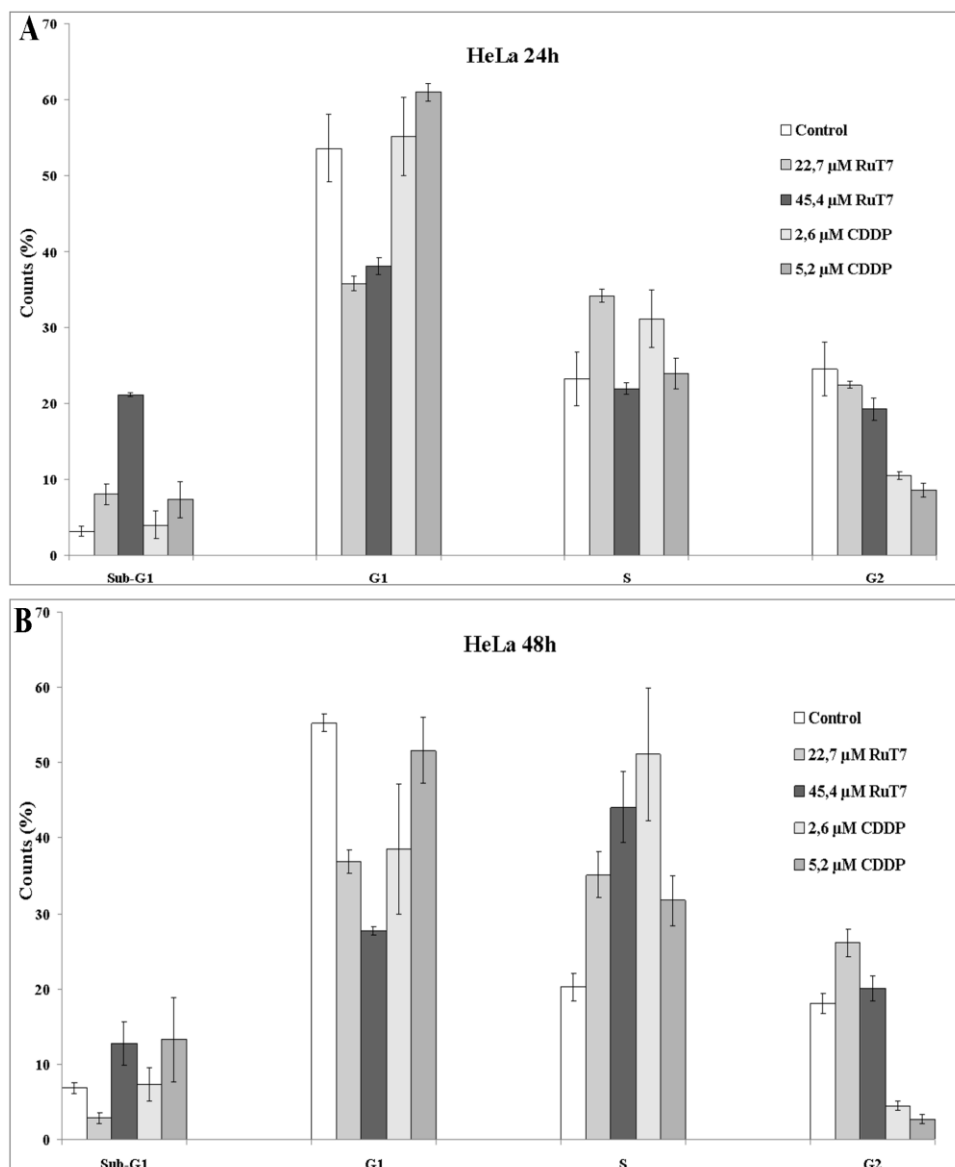 A
HeLa 24h
Counts (%)
70
60
50
40
30
20
10
0
Control
22,7 µM RuT7
45,4 µM RuT7
2,6 µM CDDP
5,2 µM CDDP
Sub-G1 G1 S G2
B
HeLa 48h
Counts (%)
70
60
50
40
30
20
10
0
Control
22,7 µM RuT7
45,4 µM RuT7
2,6 µM CDDP
5,2 µM CDDP
Sub-G1 G1 S G2